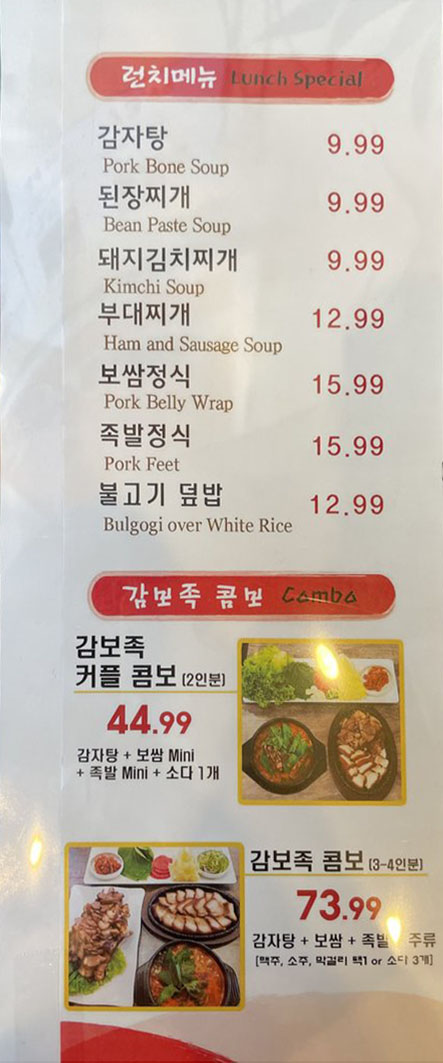 런치메뉴 Lunch Special
감자탕 9.99
Pork Bone Soup
된장찌개 9.99
Bean Paste Soup
돼지김치찌개 9.99
Kimchi Soup
부대찌개 12.99
Ham and Sausage Soup
보쌈정식 15.99
Pork Belly Wrap
족발정식 15.99
Pork Feet
불고기 덮밥 12.99
Bulgogi over White Rice
감보족 콤보 Combo
감보족
커플 콤보 (2인분)
44.99
감자탕 + 보쌈 Mini
+ 족발 Mini + 소다 1개
감보족 콤보 (3-4인분)
73.99
감자탕 + 보쌈 + 족발 주류
[맥주, 소주, 막걸리 택1 or 소다 3개]